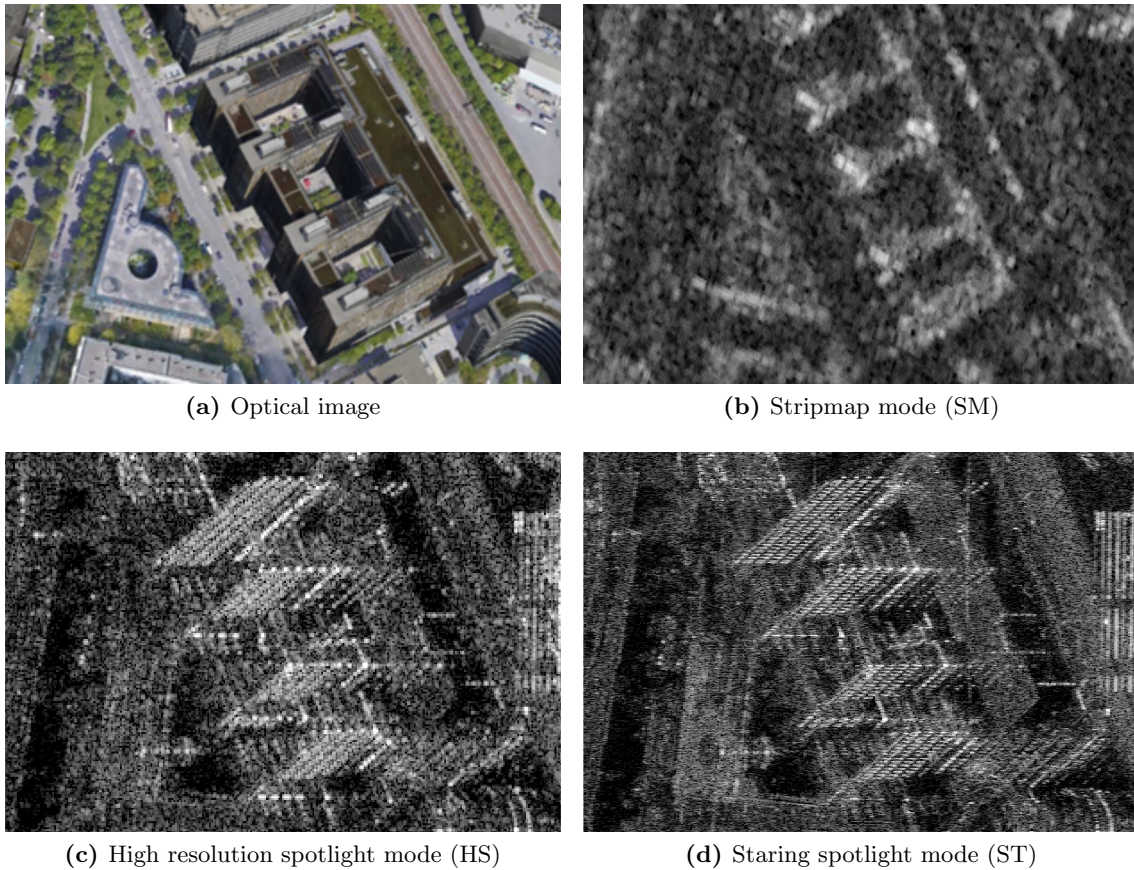 (a) Optical image
(b) Stripmap mode (SM)
(c) High resolution spotlight mode (HS)
(d) Staring spotlight mode (ST)